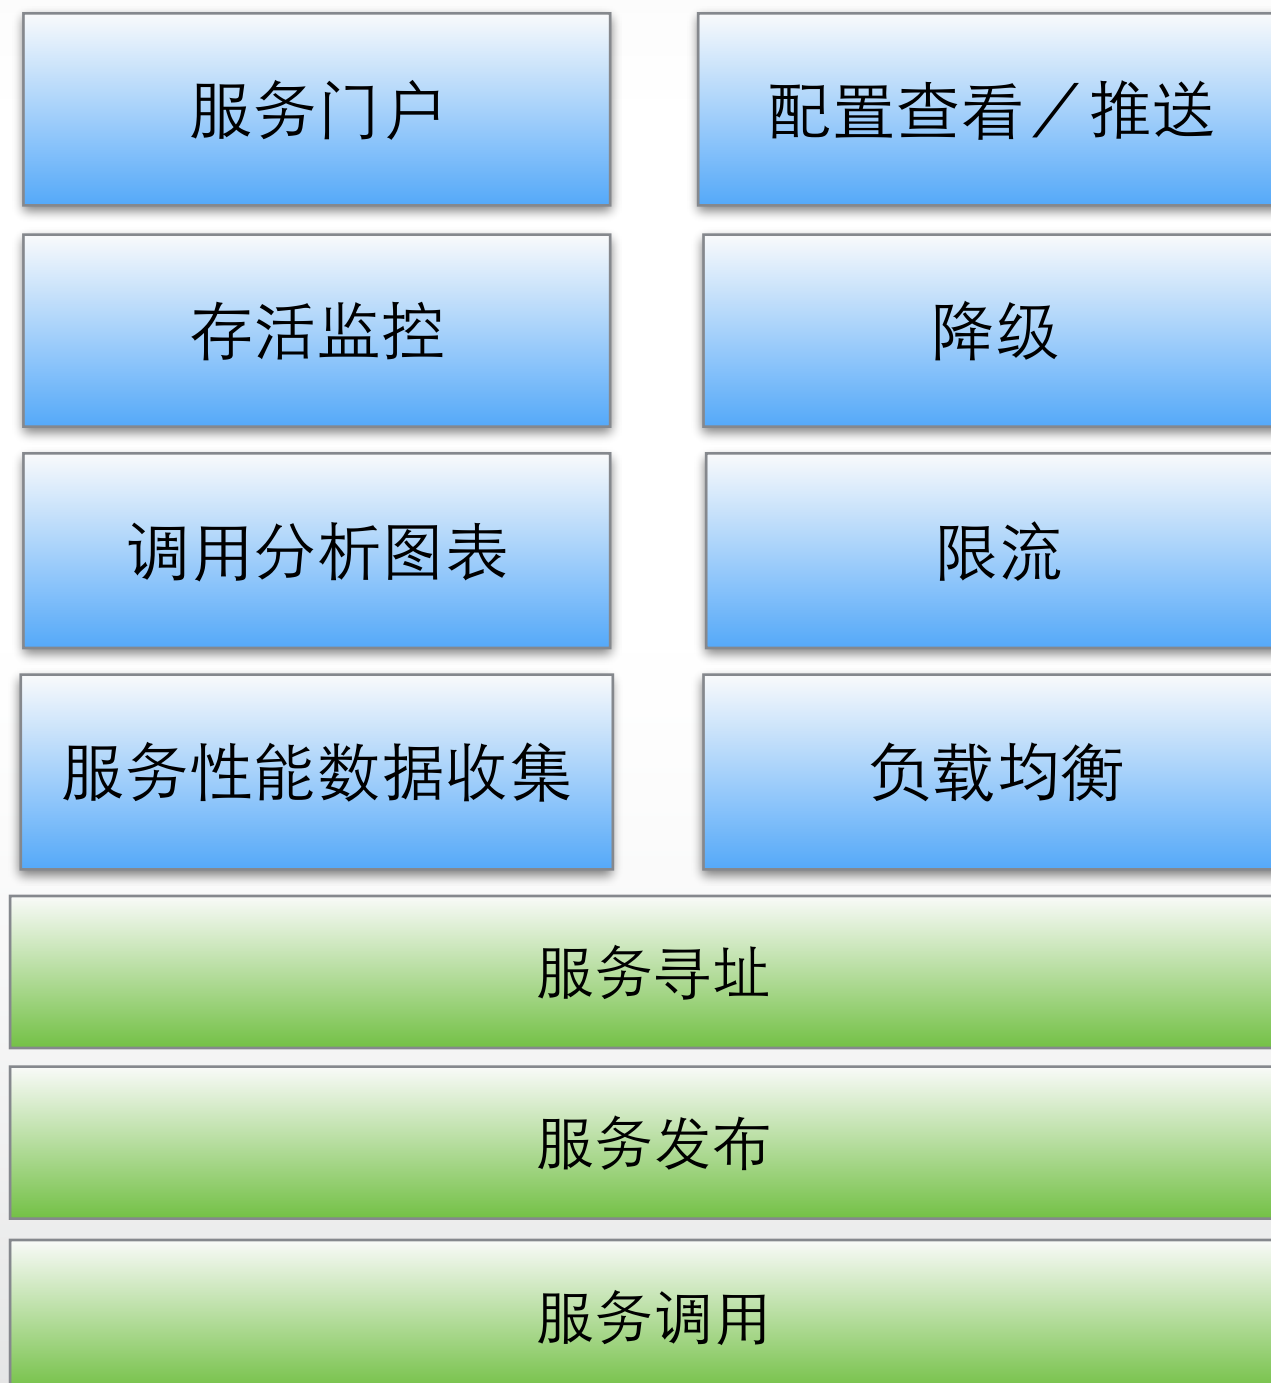 服务门户
配置查看／推送
存活监控
降级
调用分析图表
限流
服务性能数据收集
负载均衡
服务寻址
服务发布
服务调用